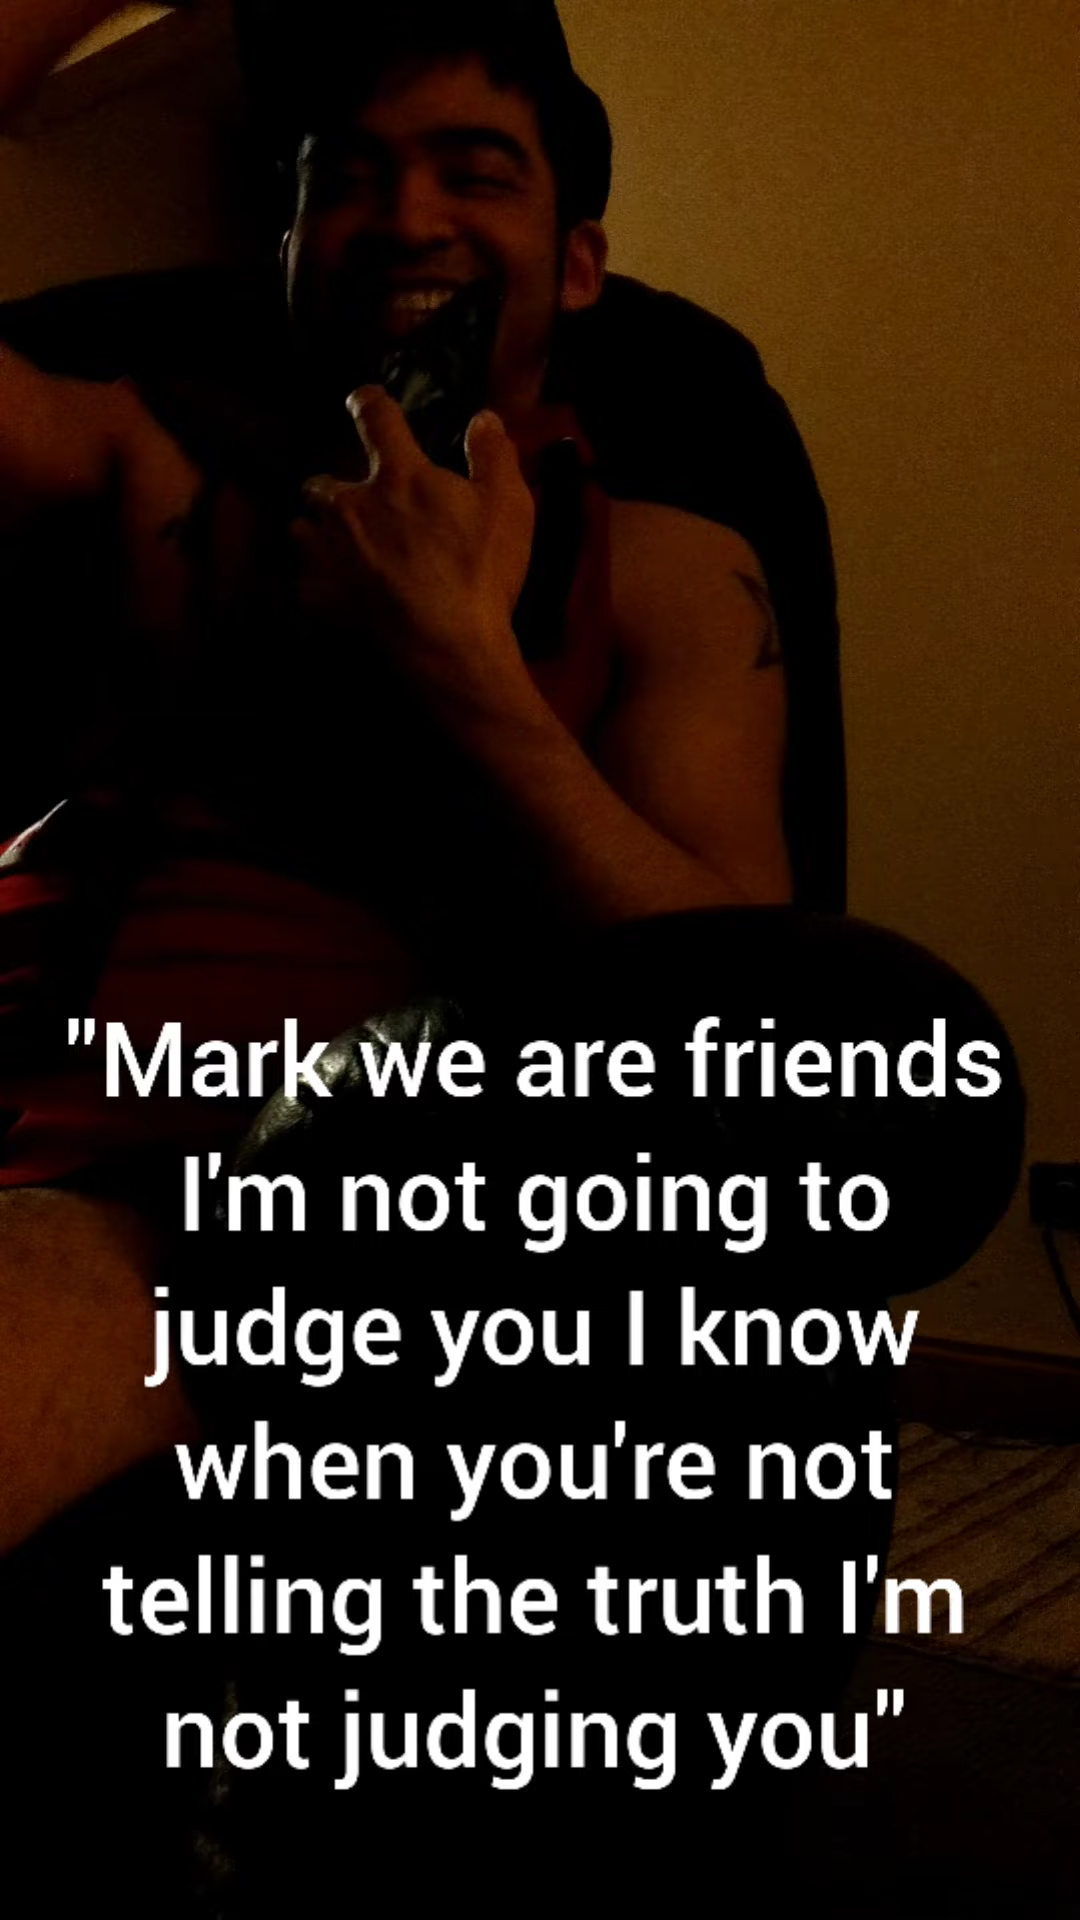 "Mark we are friends
I'm not going to
judge you I know
when you're not
telling the truth I'm
not judging you"